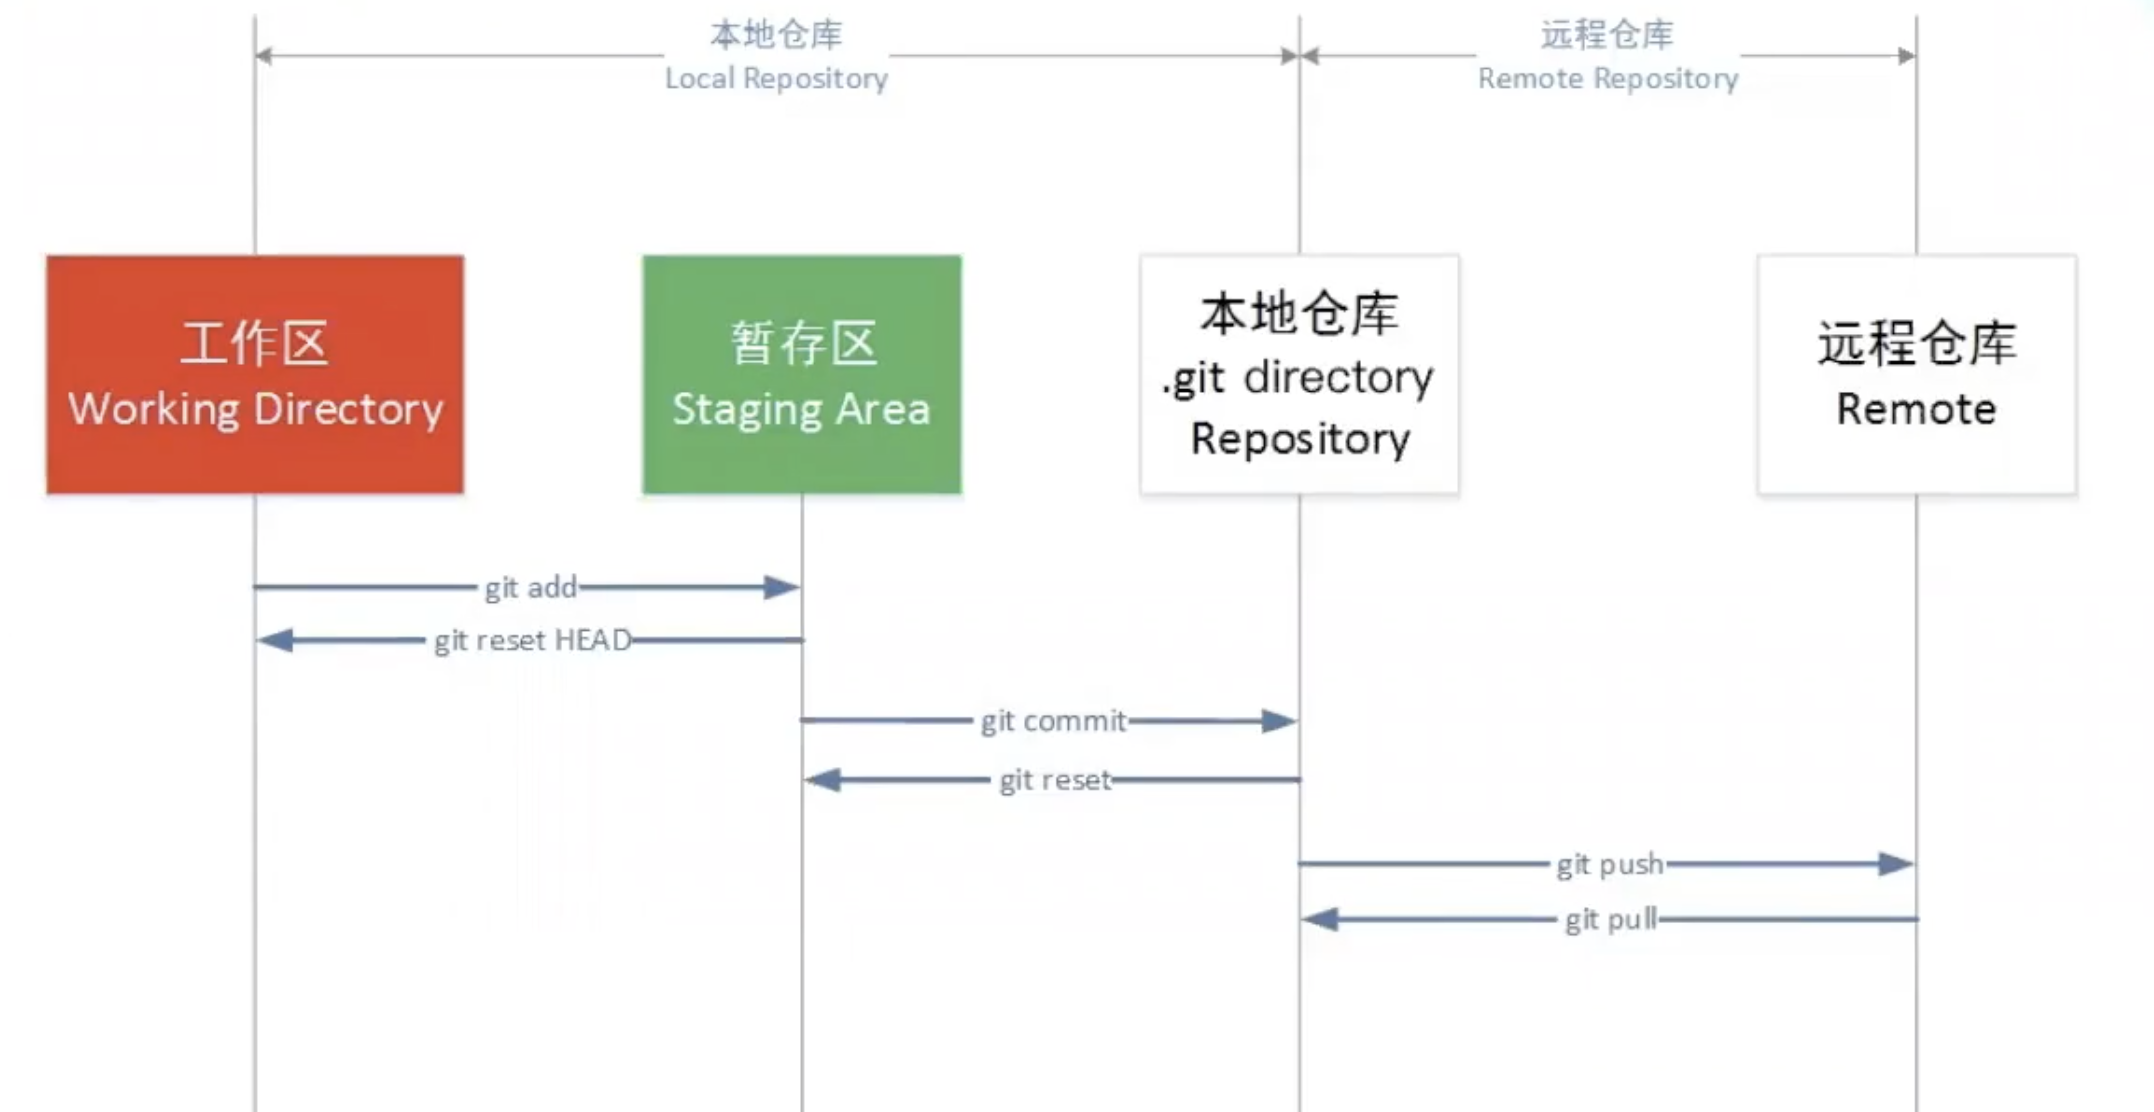 本地仓库
Local Repository
远程仓库
Remote Repository
工作区
Working Directory
暂存区
Staging Area
本地仓库
.git directory
Repository
远程仓库
Remote
git add
git reset HEAD
git commit
git reset
git push
git pull